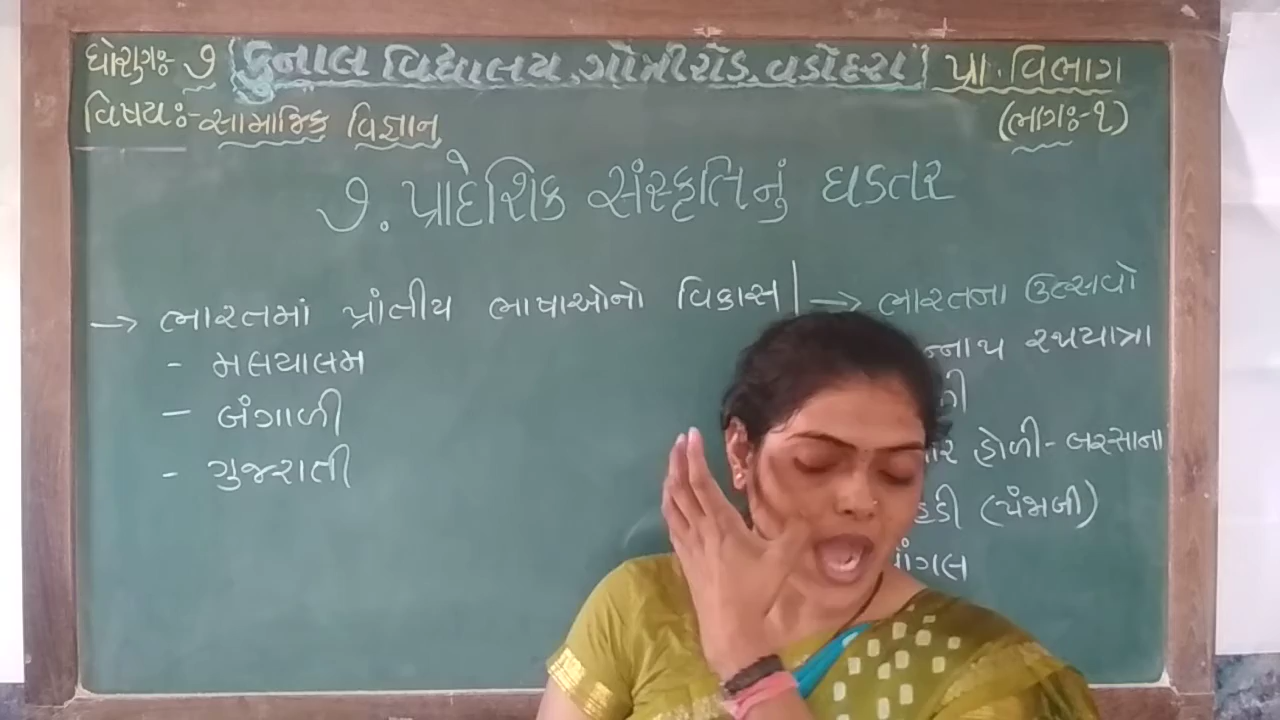 ધોરણઃ- ૭ કુનાલ વિદ્યાલય, ગોત્રીરોડ, વડોદરા પ્રા. વિભાગ
વિષયઃ- સામાજિક વિજ્ઞાન (ભાગઃ-૧)
૭. પ્રાદેશિક સંસ્કૃતિનું ઘડતર
→ ભારતમાં પ્રાંતીય ભાષાઓનો વિકાસ
- મલયાલમ
- બંગાળી
- ગુજરાતી
→ ભારતના ઉત્સવો
રથયાત્રા
હોળી - બરસાના
(પંજાબી)